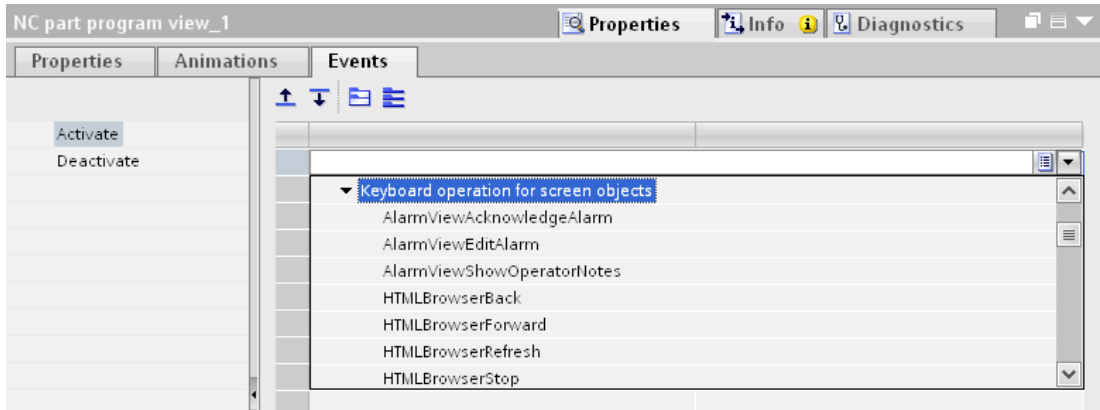 NC part program view_1 Properties Info Diagnostics
Properties Animations Events
Activate
Deactivate
Keyboard operation for screen objects
AlarmViewAcknowledgeAlarm
AlarmViewEditAlarm
AlarmViewShowOperatorNotes
HTMLBrowserBack
HTMLBrowserForward
HTMLBrowserRefresh
HTMLBrowserStop